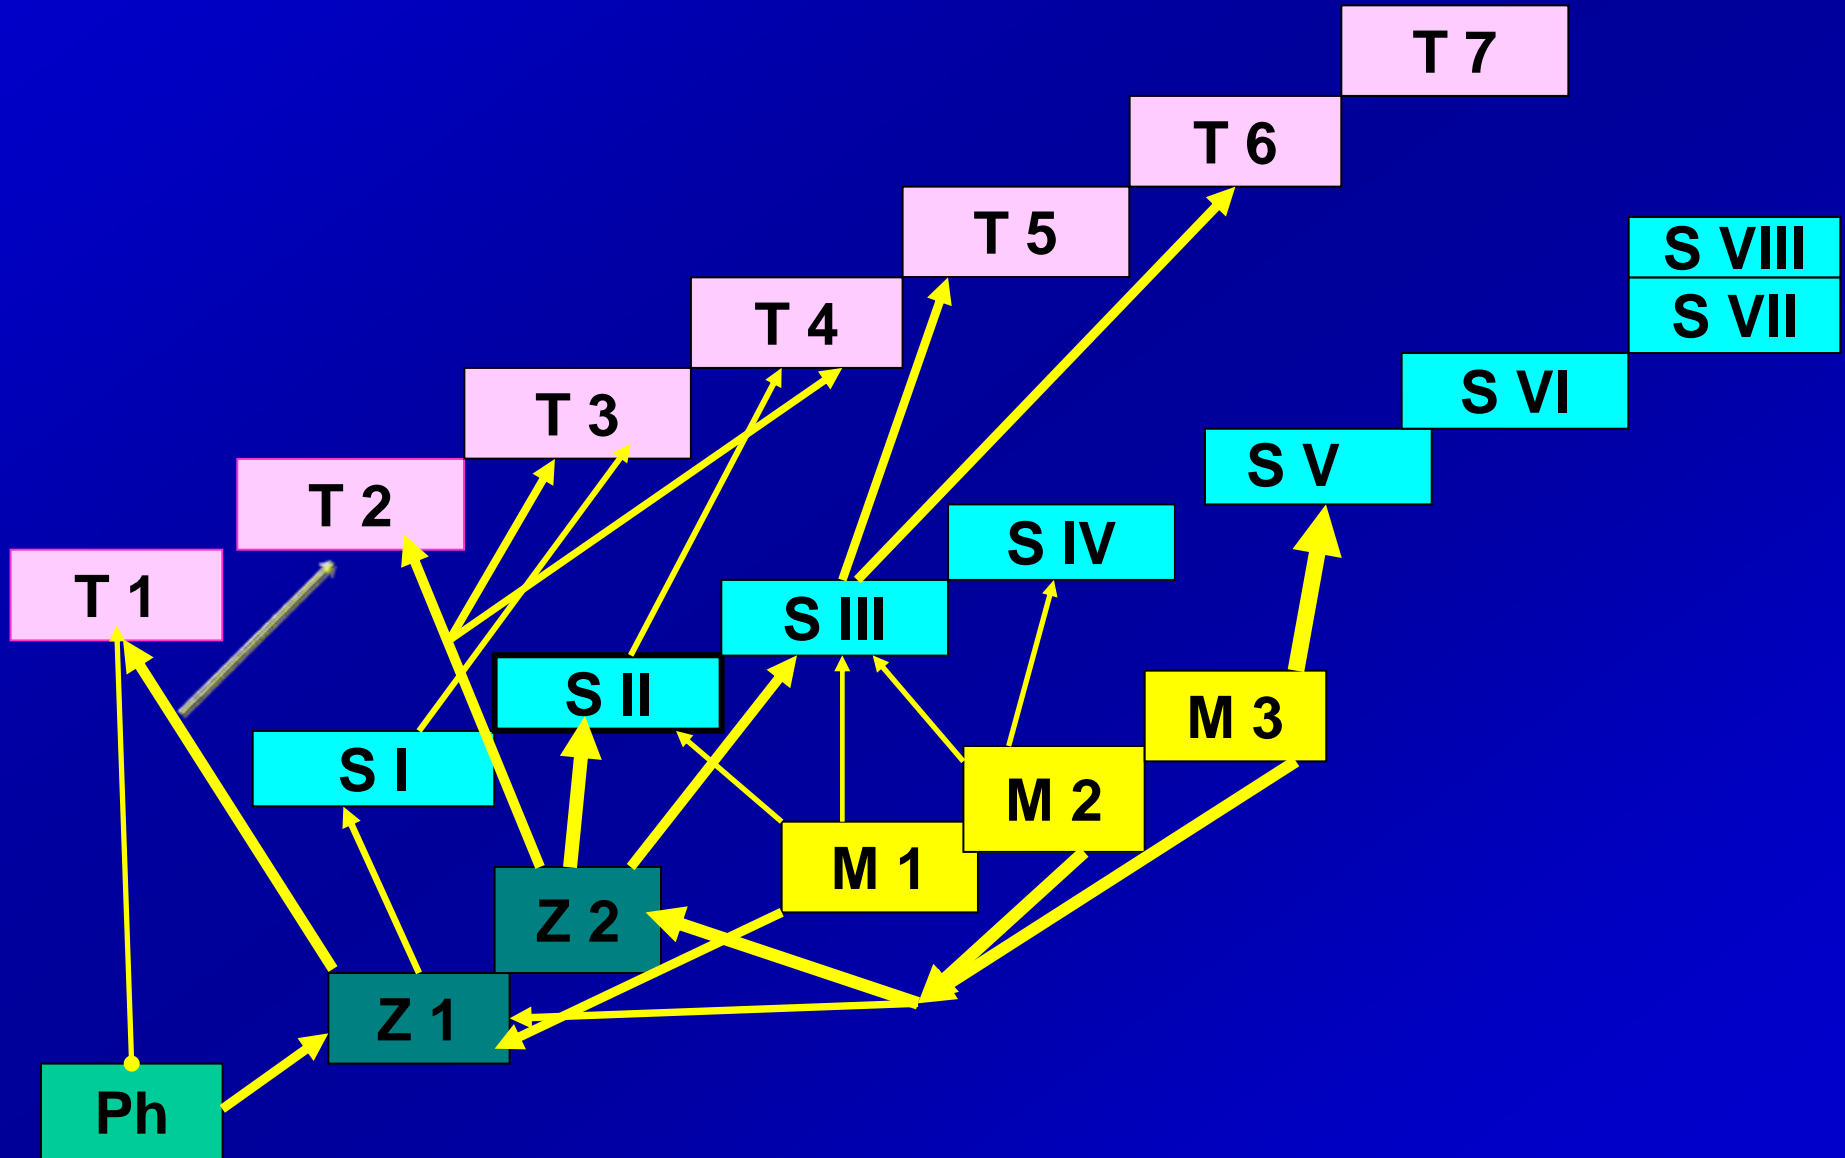 T 7
T 6
T 5
S VIII
S VII
T 4
S VI
T 3
S V
T 2
S IV
T 1
S III
S II
M 3
S I
M 2
M 1
Z 2
Z 1
Ph